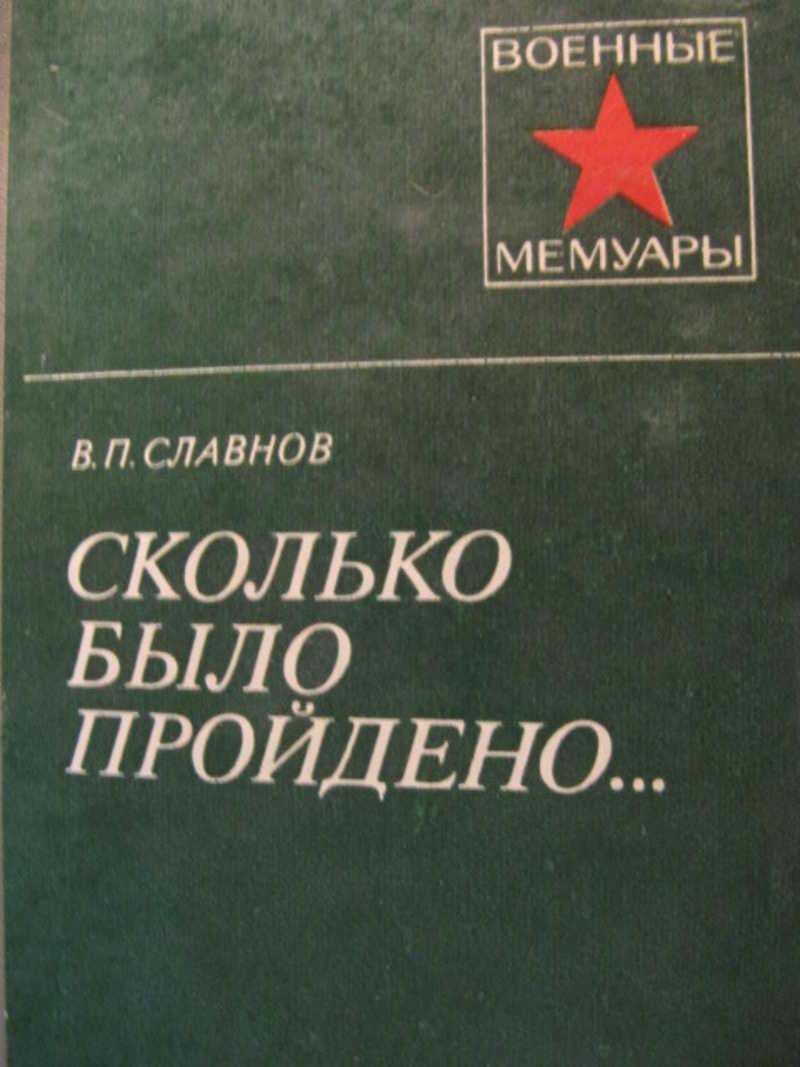 ВОЕННЫЕ
МЕМУАРЫ
В. П. СЛАВНОВ
СКОЛЬКО
БЫЛО
ПРОЙДЕНО...